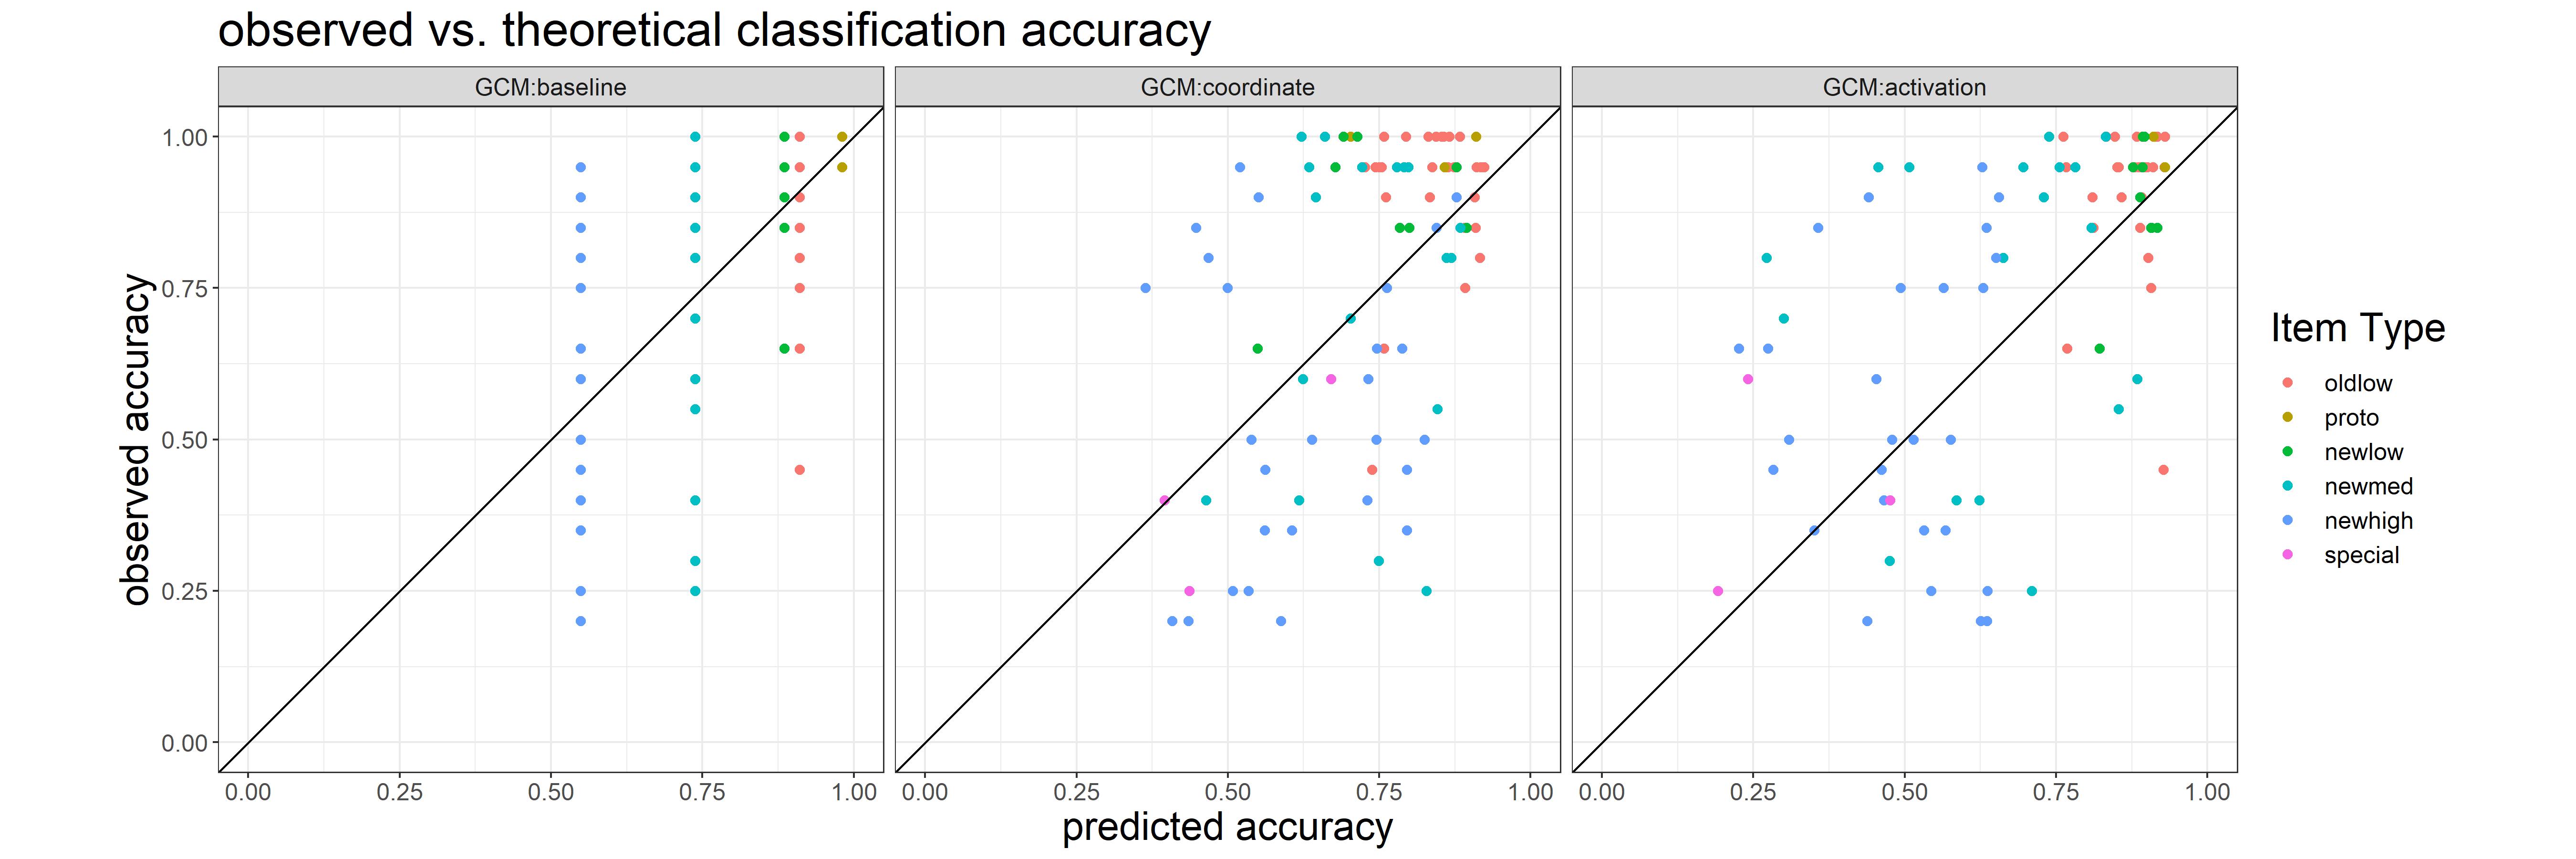 observed vs. theoretical classification accuracy
GCM:baseline
GCM:coordinate
GCM:activation
observed accuracy
1.00
0.75
0.50
0.25
0.00
0.00 0.25 0.50 0.75 1.00
0.00 0.25 0.50 0.75 1.00
0.00 0.25 0.50 0.75 1.00
predicted accuracy
Item Type
oldlow
proto
newlow
newmed
newhigh
special